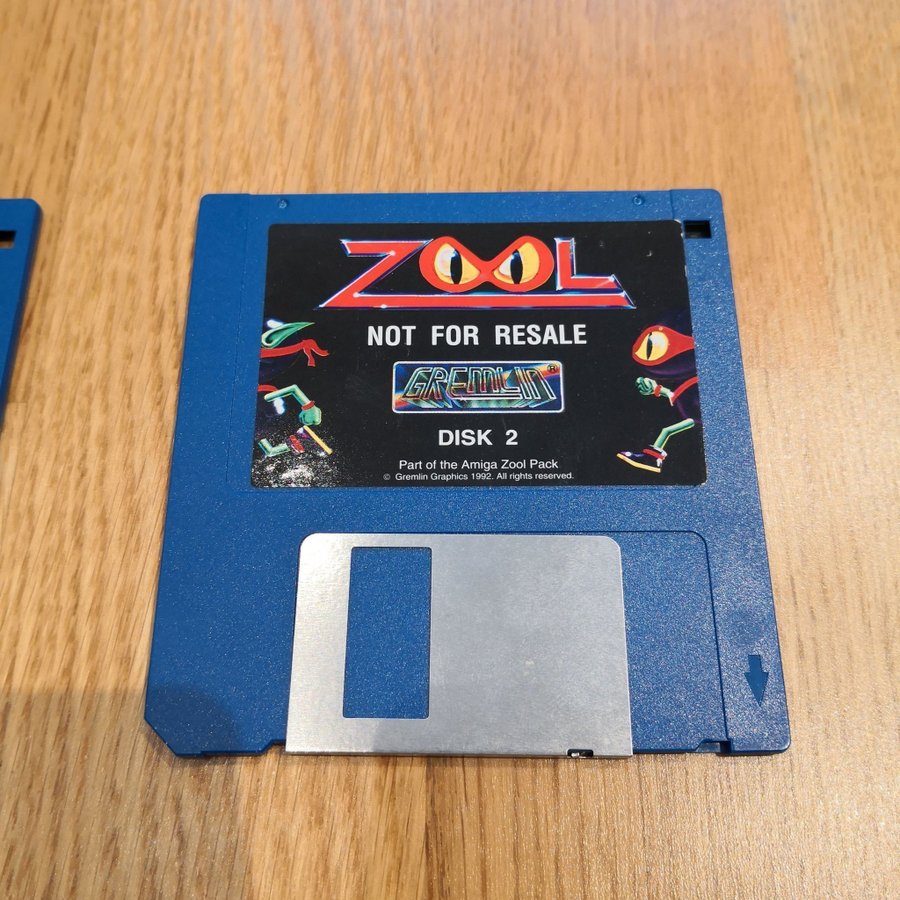 ZOOL
NOT FOR RESALE
GREMLIN®
DISK 2
Part of the Amiga Zool Pack
© Gremlin Graphics 1992. All rights reserved.